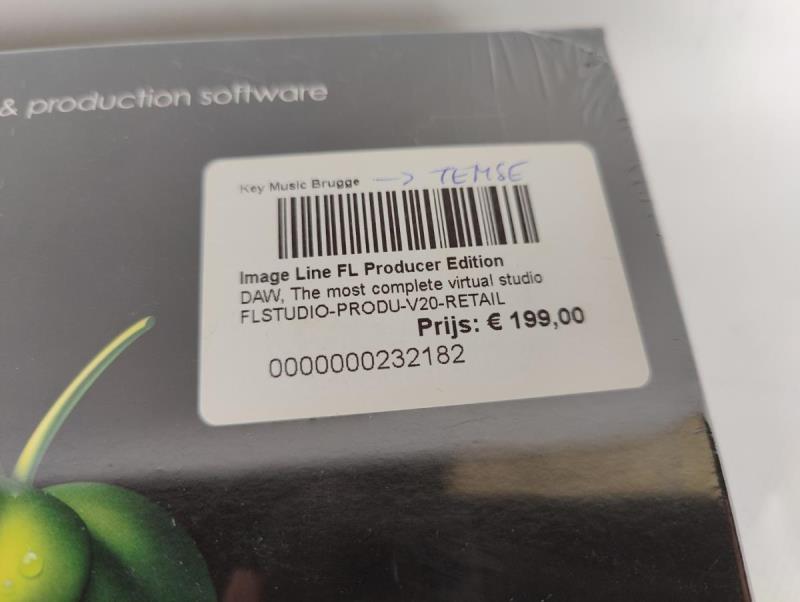 & production software
Key Music Brugge → TEMSE
Image Line FL Producer Edition
DAW, The most complete virtual studio
FLSTUDIO-PRODU-V20-RETAIL
Prijs: € 199,00
0000000232182